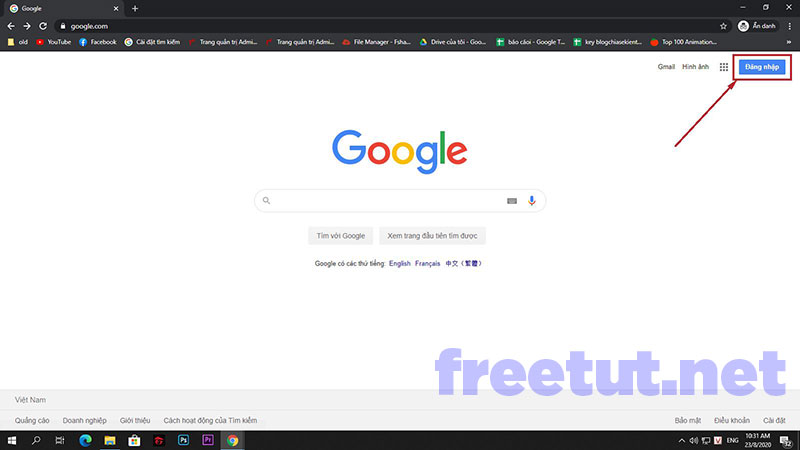 Google
google.com
Ẩn danh
old
YouTube
Facebook
Cài đặt tìm kiếm
Trang quản trị Admi...
Trang quản trị Admi...
File Manager - Fsha...
Drive của tôi - Goo...
báo cáoi - Google T...
key blogchiasekient...
Top 100 Animation...
Gmail Hình ảnh Đăng nhập
Google
Tìm với Google Xem trang đầu tiên tìm được
Google có các thứ tiếng: English Français 中文 (繁體)
freetut.net
Việt Nam
Quảng cáo Doanh nghiệp Giới thiệu Cách hoạt động của Tìm kiếm Bảo mật Điều khoản Cài đặt
Ps Pr
ENG
10:31 AM
23/8/2020